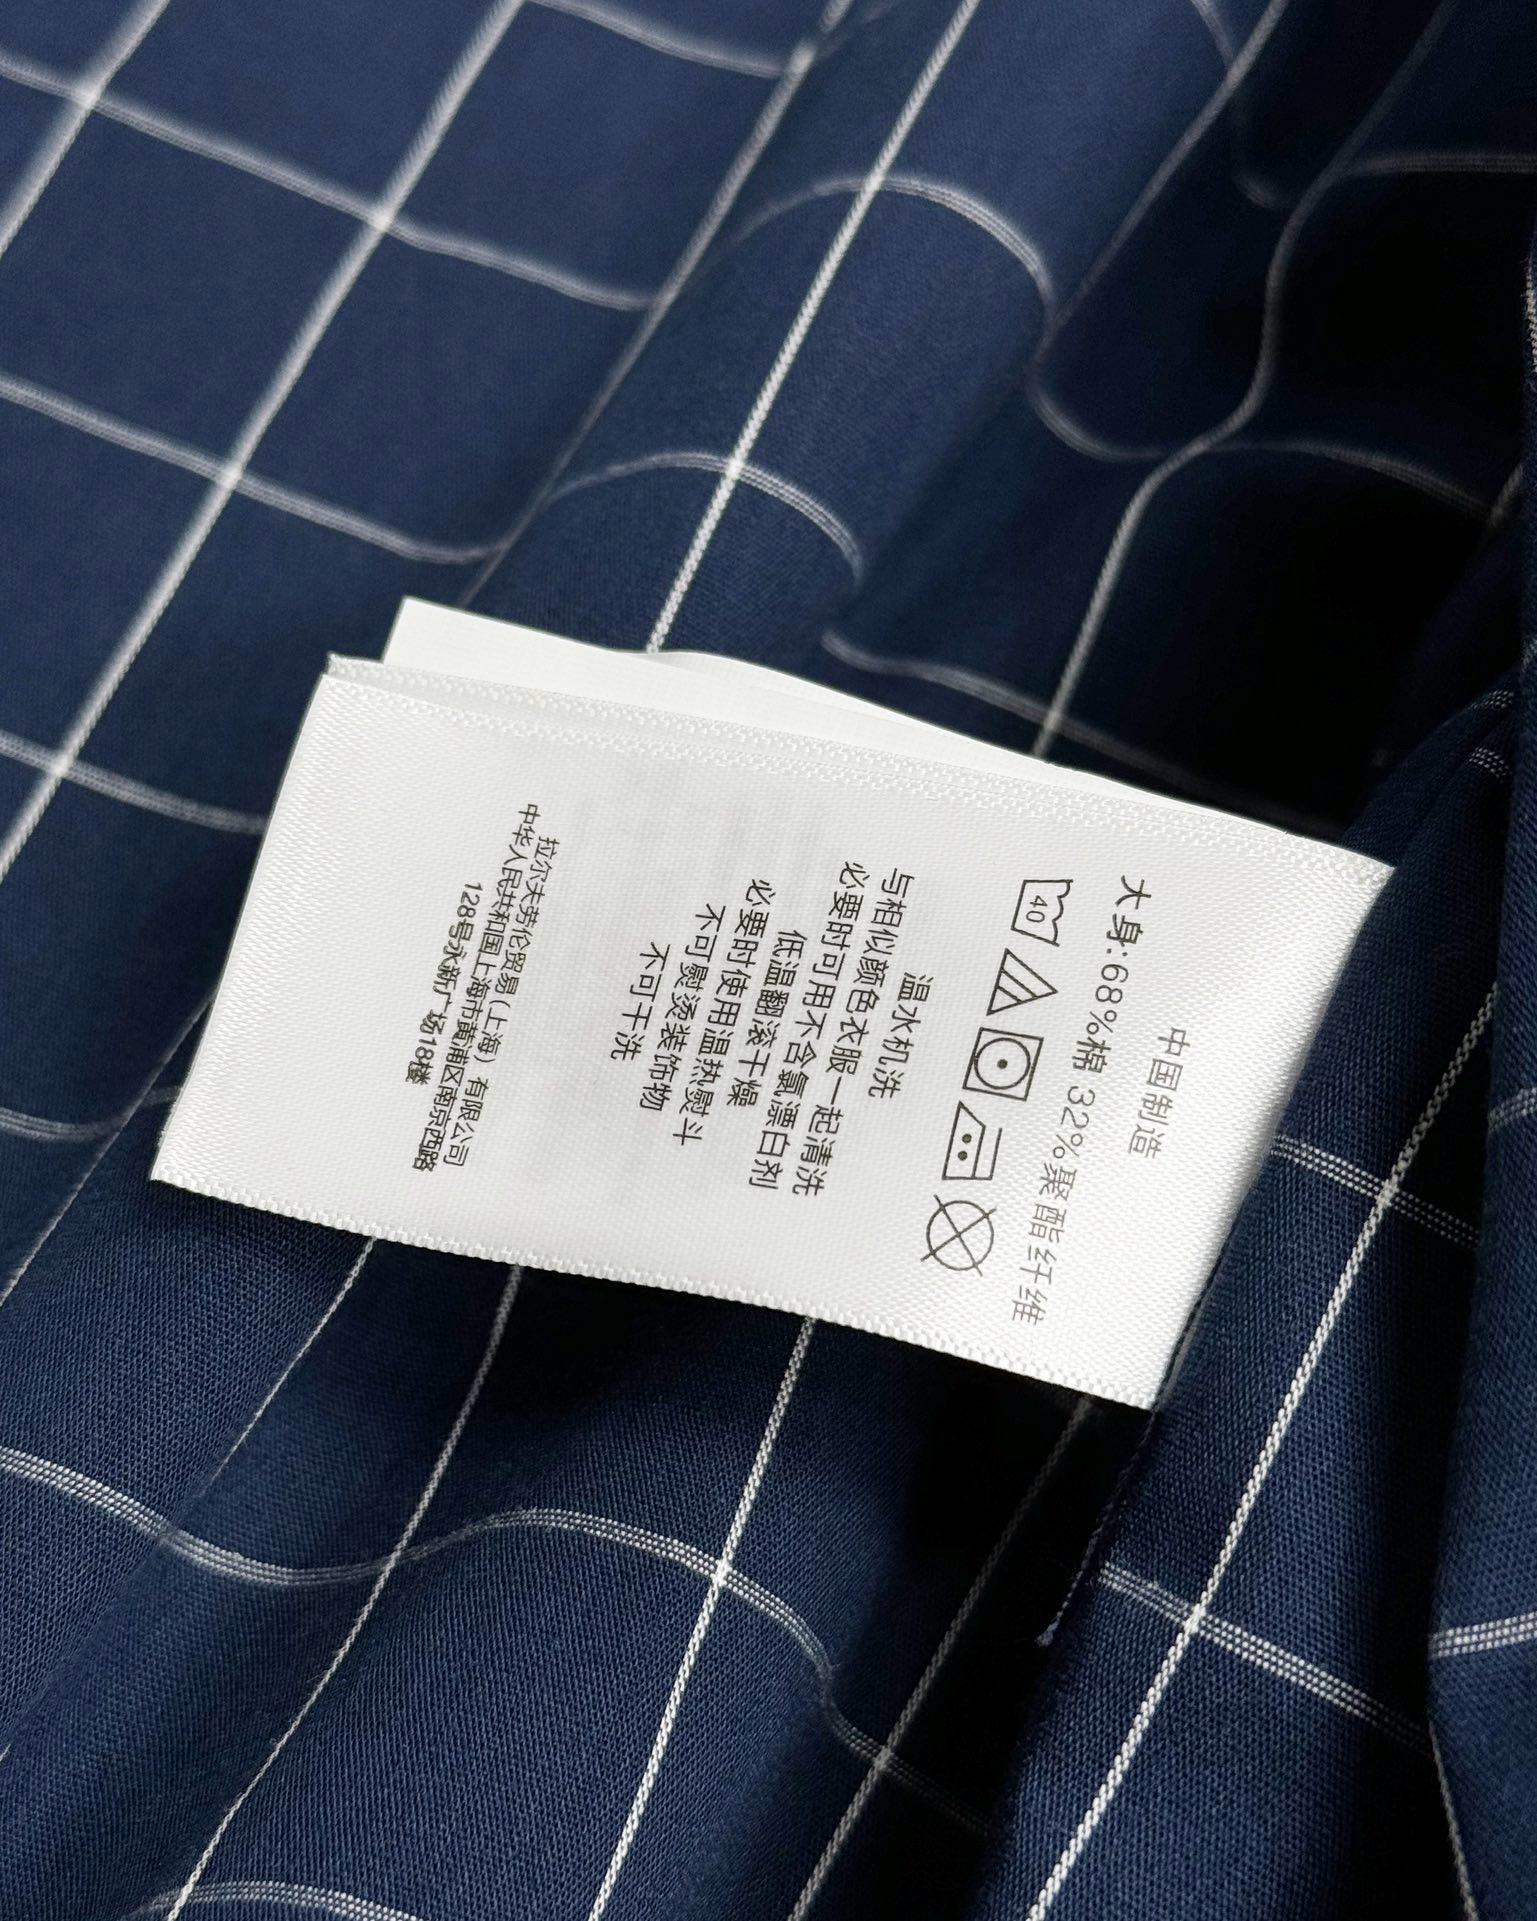 中国制造
大身:68%棉 32%聚酯纤维
40
温水机洗
与相似颜色衣服一起清洗
必要时可用不含氯漂白剂
低温翻滚干燥
必要时使用温热熨斗
不可熨烫装饰物
不可干洗
拉尔夫劳伦贸易(上海)有限公司
中华人民共和国上海市黄浦区南京西路
128号永新广场18楼